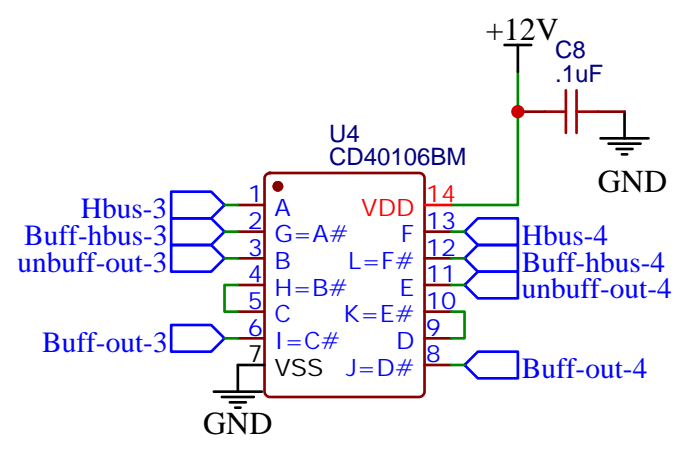 +12V
C8
.1uF
GND
U4
CD40106BM
Hbus-3 1 A VDD 14
Buff-hbus-3 2 G=A# F 13 Hbus-4
unbuff-out-3 3 B L=F# 12 Buff-hbus-4
4 H=B# E 11 unbuff-out-4
5 C K=E# 10
Buff-out-3 6 I=C# D 9
7 VSS J=D# 8 Buff-out-4
GND